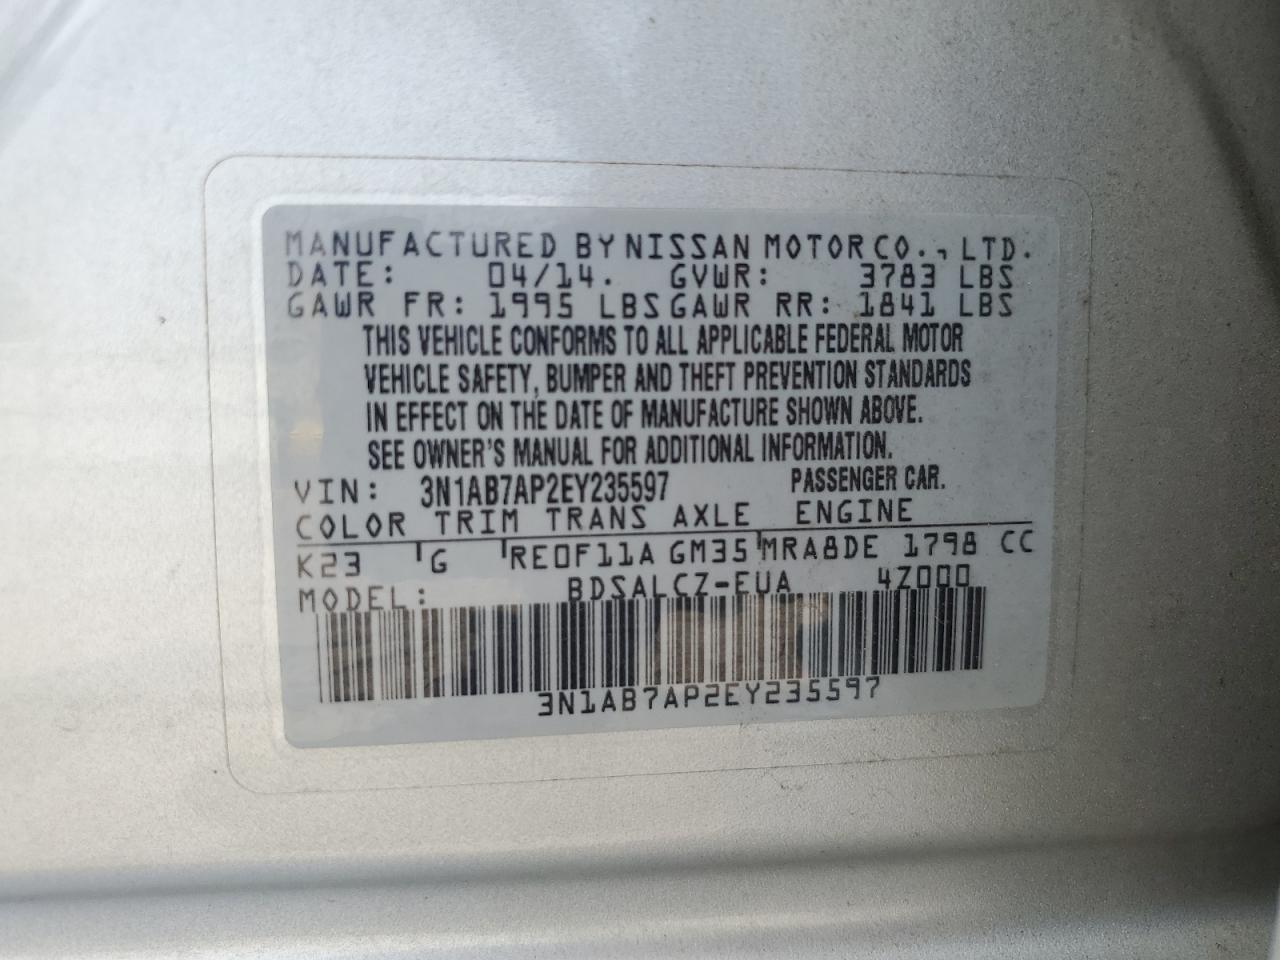 MANUFACTURED BY NISSAN MOTOR CO., LTD.
DATE: 04/14. GVWR: 3783 LBS
GAWR FR: 1995 LBS GAWR RR: 1841 LBS
THIS VEHICLE CONFORMS TO ALL APPLICABLE FEDERAL MOTOR
VEHICLE SAFETY, BUMPER AND THEFT PREVENTION STANDARDS
IN EFFECT ON THE DATE OF MANUFACTURE SHOWN ABOVE.
SEE OWNER'S MANUAL FOR ADDITIONAL INFORMATION.
VIN: 3N1AB7AP2EY235597 PASSENGER CAR.
COLOR TRIM TRANS AXLE ENGINE
K23 G RE0F11A GM35 MRA8DE 1798 CC
MODEL: BDSALCZ-EUA 4Z000
3N1AB7AP2EY235597